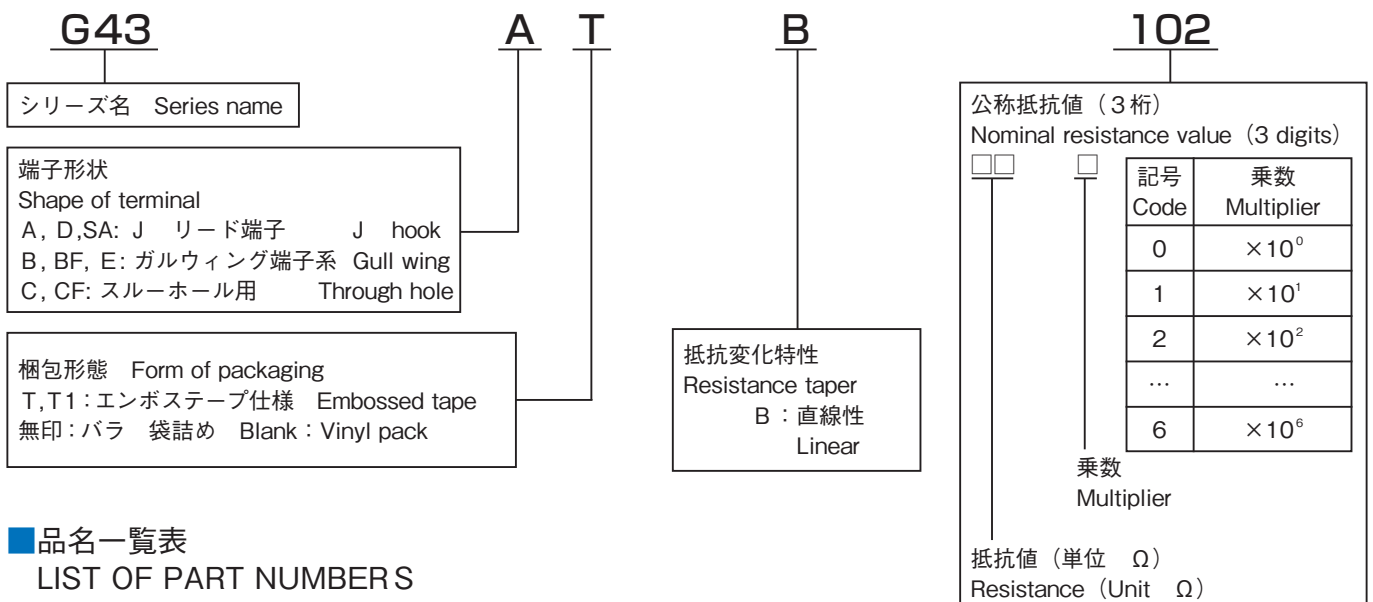 G43 A T B 102
シリーズ名 Series name
端子形状
Shape of terminal
A, D,SA: J リード端子 J hook
B, BF, E: ガルウィング端子系 Gull wing
C, CF: スルーホール用 Through hole
梱包形態 Form of packaging
T,T1:エンボステープ仕様 Embossed tape
無印:バラ 袋詰め Blank:Vinyl pack
抵抗変化特性
Resistance taper
B:直線性
Linear
公称抵抗値(3桁)
Nominal resistance value (3 digits)
□□ □
記号 乗数
Code Multiplier
0 ×10⁰
1 ×10¹
2 ×10²
… …
6 ×10⁶
乗数
Multiplier
抵抗値(単位 Ω)
Resistance(Unit Ω)
■品名一覧表
LIST OF PART NUMBERS